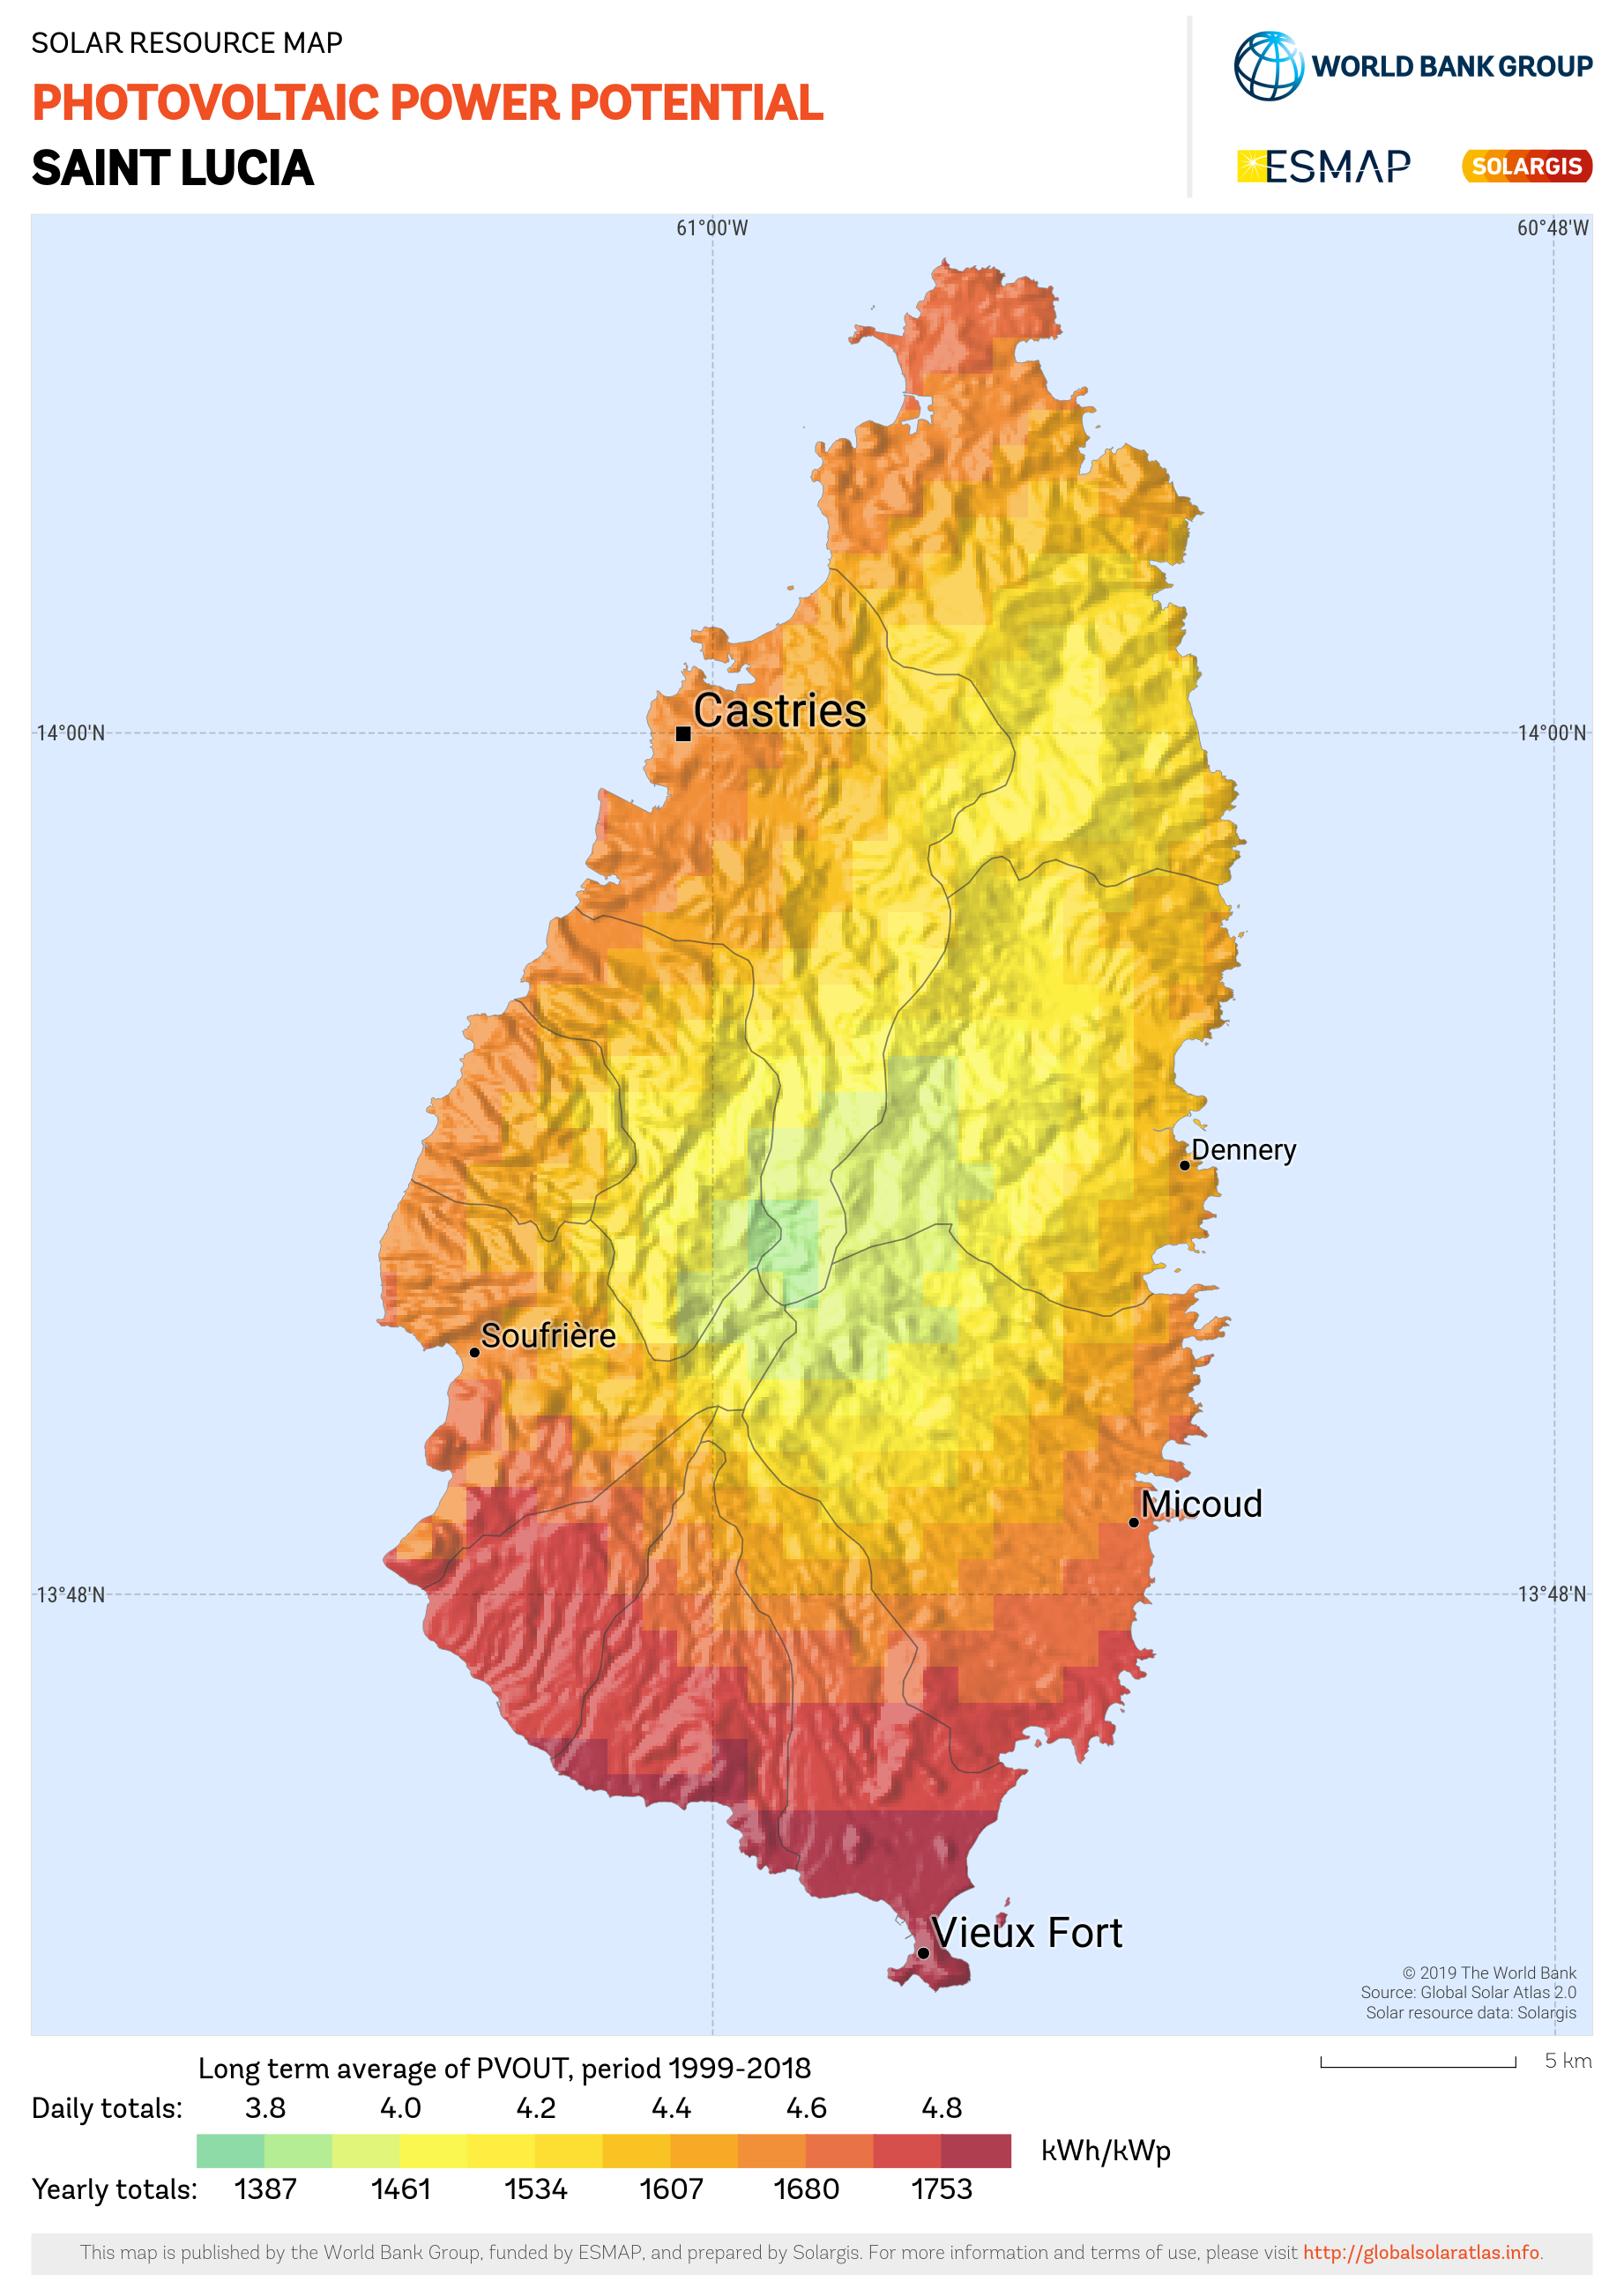 SOLAR RESOURCE MAP
PHOTOVOLTAIC POWER POTENTIAL
SAINT LUCIA
WORLD BANK GROUP
ESMAP
SOLARGIS
61°00'W
60°48'W
Castries
14°00'N
14°00'N
Dennery
Soufrière
Micoud
13°48'N
13°48'N
Vieux Fort
© 2019 The World Bank
Source: Global Solar Atlas 2.0
Solar resource data: Solargis
Long term average of PVOUT, period 1999-2018
5 km
Daily totals: 3.8 4.0 4.2 4.4 4.6 4.8
kWh/kWp
Yearly totals: 1387 1461 1534 1607 1680 1753
This map is published by the World Bank Group, funded by ESMAP, and prepared by Solargis. For more information and terms of use, please visit http://globalsolaratlas.info.